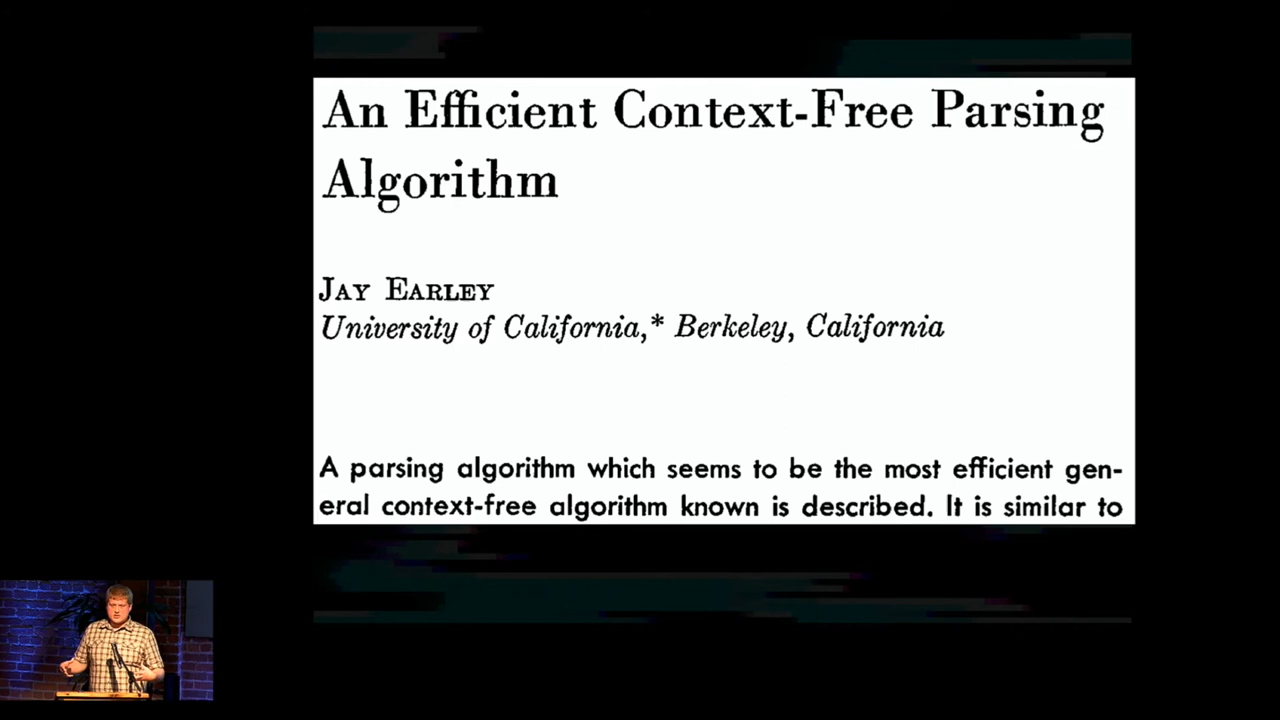 An Efficient Context-Free Parsing
Algorithm
Jay Earley
University of California,* Berkeley, California
A parsing algorithm which seems to be the most efficient gen-
eral context-free algorithm known is described. It is similar to